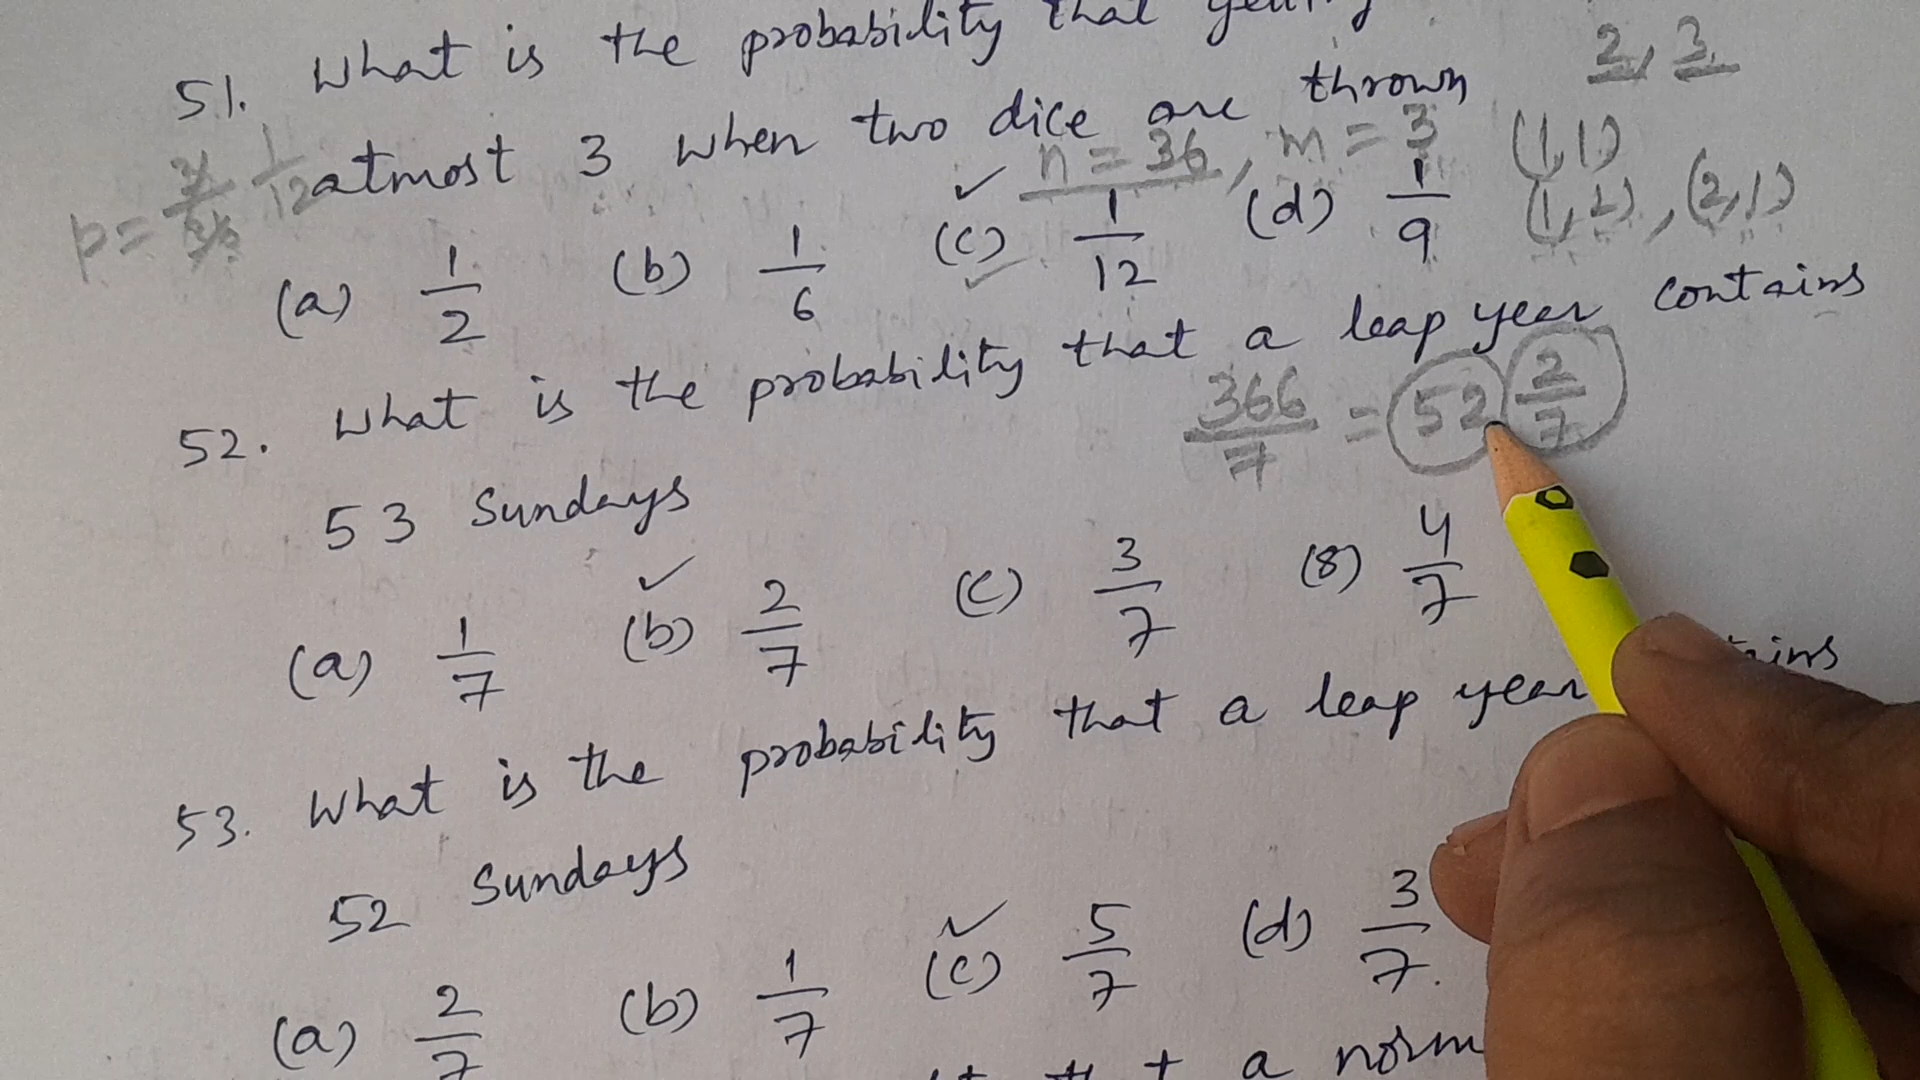 51. What is the probability that getting
2, 3
atmost 3 when two dice are thrown
n = 36, m = 3
(1,1)
(1,2), (2,1)
p = 3/36 1/12
(a) 1/2 (b) 1/6 (c) 1/12 (d) 1/9
52. What is the probability that a leap year contains
366/7 = 52 2/7
53 Sundays
(a) 1/7 (b) 2/7 (c) 3/7 (8) 4/7
53. What is the probability that a leap year
52 Sundays
(a) 2/7 (b) 1/7 (c) 5/7 (d) 3/7.
a norm